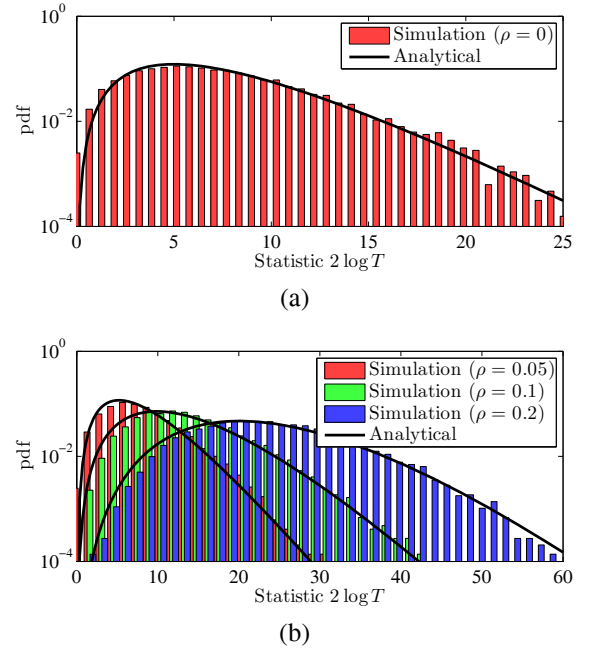 10^0
Simulation (ρ = 0)
Analytical
pdf
10^-2
10^-4
0 5 10 15 20 25
Statistic 2 log T
(a)
10^0
Simulation (ρ = 0.05)
Simulation (ρ = 0.1)
Simulation (ρ = 0.2)
Analytical
pdf
10^-2
10^-4
0 10 20 30 40 50 60
Statistic 2 log T
(b)